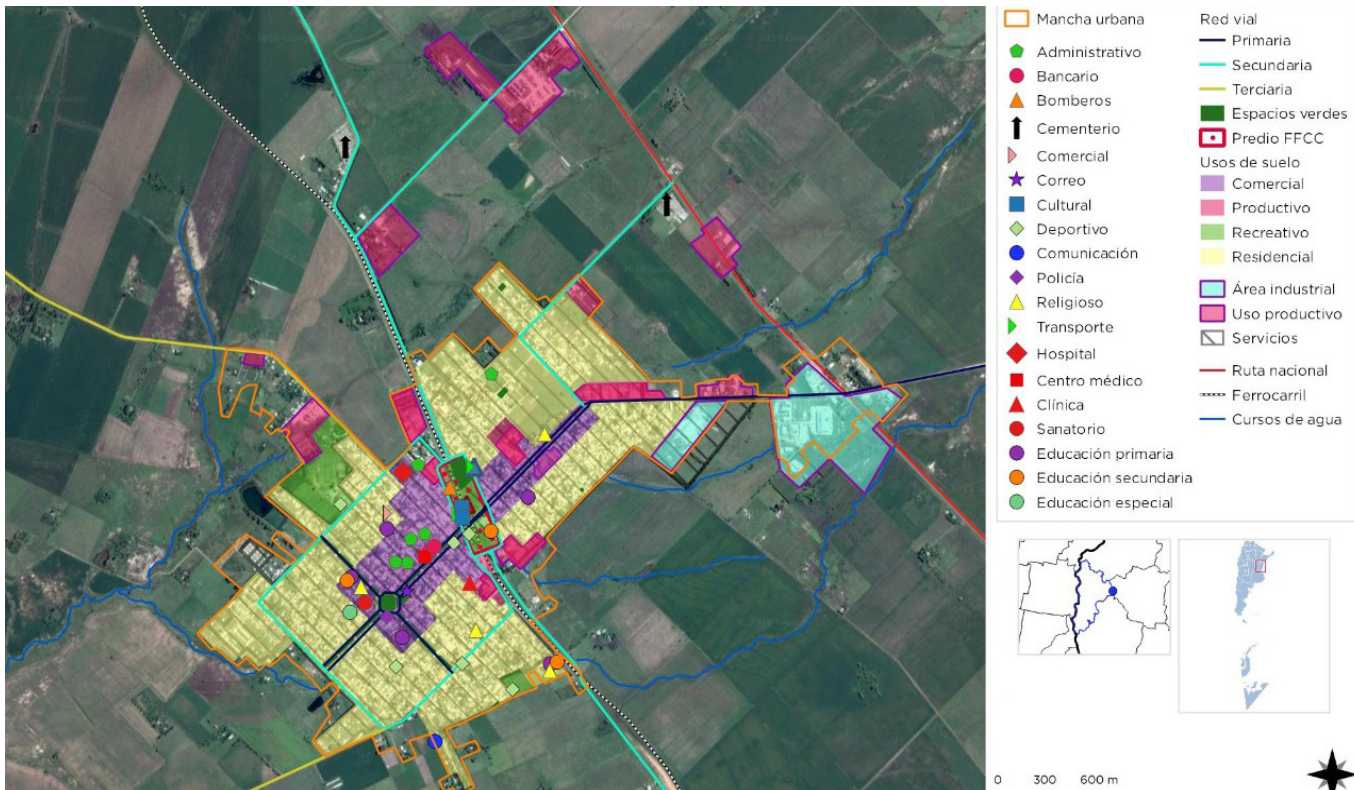 Mancha urbana
Administrativo
Bancario
Bomberos
Cementerio
Comercial
Correo
Cultural
Deportivo
Comunicación
Policía
Religioso
Transporte
Hospital
Centro médico
Clínica
Sanatorio
Educación primaria
Educación secundaria
Educación especial
Red vial
Primaria
Secundaria
Terciaria
Espacios verdes
Predio FFCC
Usos de suelo
Comercial
Productivo
Recreativo
Residencial
Área industrial
Uso productivo
Servicios
Ruta nacional
Ferrocarril
Cursos de agua
0 300 600 m